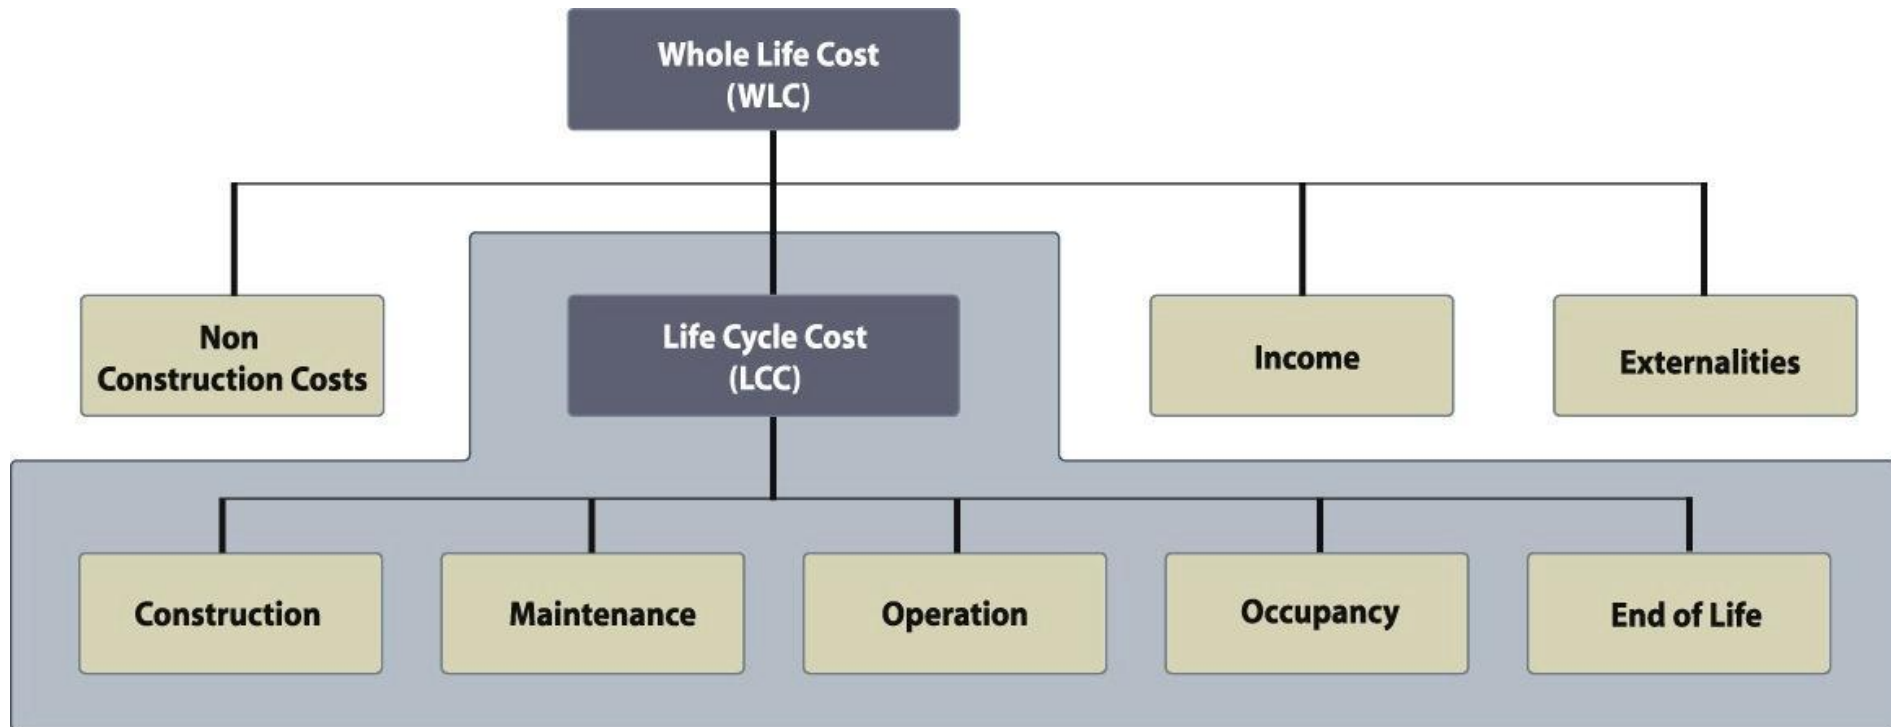 Whole Life Cost
(WLC)
Non
Construction Costs
Life Cycle Cost
(LCC)
Income
Externalities
Construction
Maintenance
Operation
Occupancy
End of Life